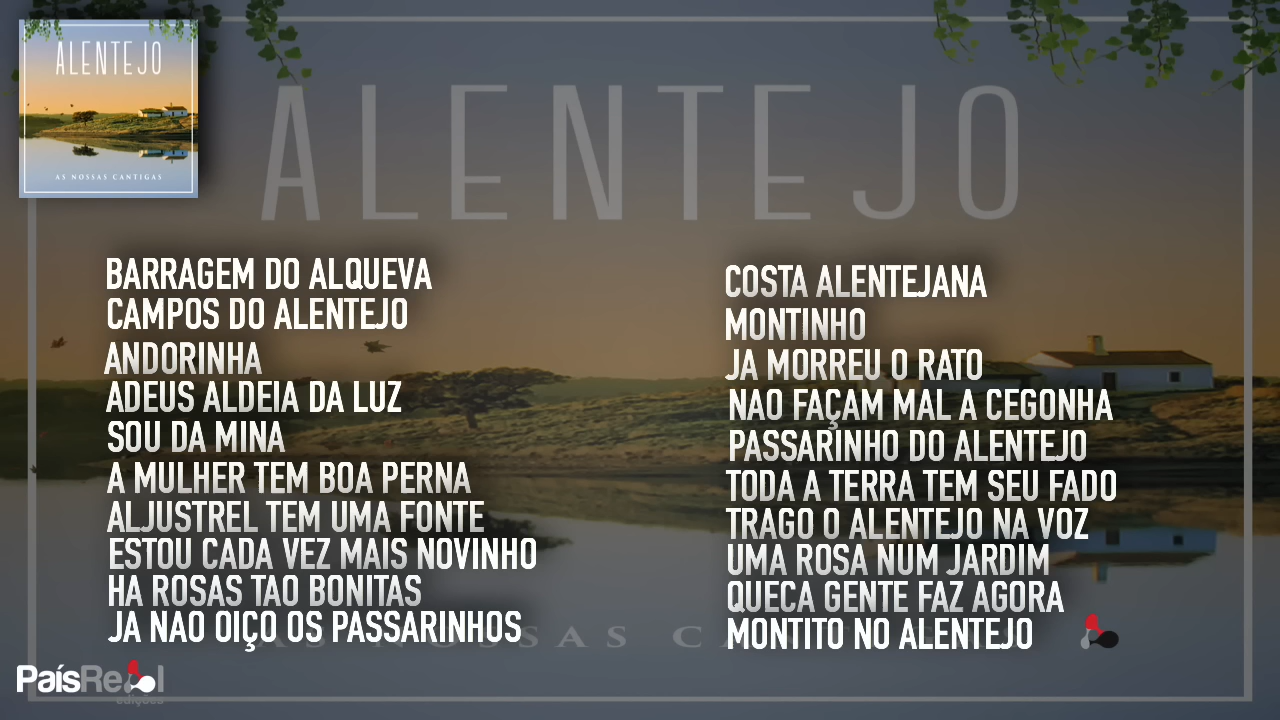 ALENTEJO
AS NOSSAS CANTIGAS
ALENTEJO
BARRAGEM DO ALQUEVA
CAMPOS DO ALENTEJO
ANDORINHA
ADEUS ALDEIA DA LUZ
SOU DA MINA
A MULHER TEM BOA PERNA
ALJUSTREL TEM UMA FONTE
ESTOU CADA VEZ MAIS NOVINHO
HA ROSAS TAO BONITAS
JA NAO OIÇO OS PASSARINHOS
COSTA ALENTEJANA
MONTINHO
JA MORREU O RATO
NAO FAÇAM MAL A CEGONHA
PASSARINHO DO ALENTEJO
TODA A TERRA TEM SEU FADO
TRAGO O ALENTEJO NA VOZ
UMA ROSA NUM JARDIM
QUECA GENTE FAZ AGORA
MONTITO NO ALENTEJO
PaísReal
edições